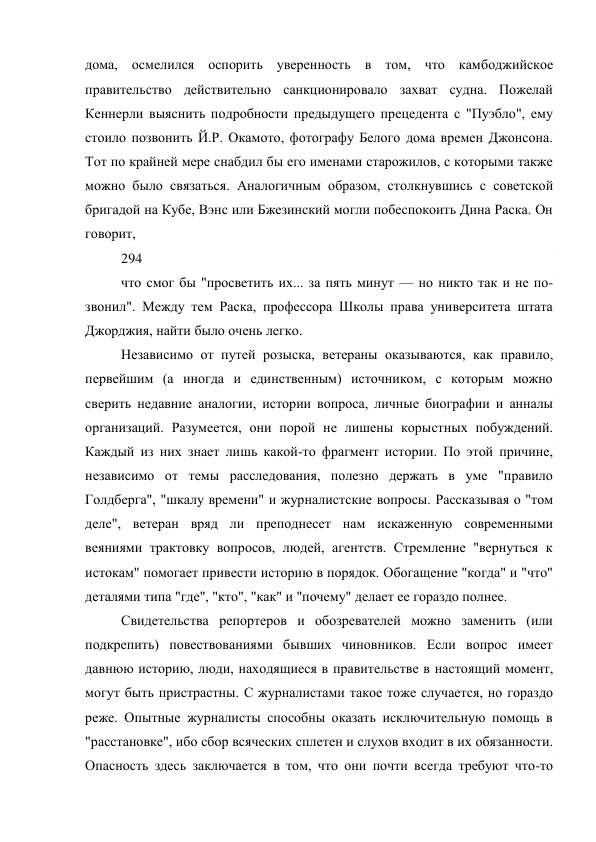 дома, осмелился оспорить уверенность в том, что камбоджийское
правительство действительно санкционировало захват судна. Пожелай
Кеннерли выяснить подробности предыдущего прецедента с "Пуэбло", ему
стоило позвонить Й.Р. Окамото, фотографу Белого дома времен Джонсона.
Тот по крайней мере снабдил бы его именами старожилов, с которыми также
можно было связаться. Аналогичным образом, столкнувшись с советской
бригадой на Кубе, Вэнс или Бжезинский могли побеспокоить Дина Раска. Он
говорит,
294
что смог бы "просветить их... за пять минут — но никто так и не по-
звонил". Между тем Раска, профессора Школы права университета штата
Джорджия, найти было очень легко.
Независимо от путей розыска, ветераны оказываются, как правило,
первейшим (а иногда и единственным) источником, с которым можно
сверить недавние аналогии, истории вопроса, личные биографии и анналы
организаций. Разумеется, они порой не лишены корыстных побуждений.
Каждый из них знает лишь какой-то фрагмент истории. По этой причине,
независимо от темы расследования, полезно держать в уме "правило
Голдберга", "шкалу времени" и журналистские вопросы. Рассказывая о "том
деле", ветеран вряд ли преподнесет нам искаженную современными
веяниями трактовку вопросов, людей, агентств. Стремление "вернуться к
истокам" помогает привести историю в порядок. Обогащение "когда" и "что"
деталями типа "где", "кто", "как" и "почему" делает ее гораздо полнее.
Свидетельства репортеров и обозревателей можно заменить (или
подкрепить) повествованиями бывших чиновников. Если вопрос имеет
давнюю историю, люди, находящиеся в правительстве в настоящий момент,
могут быть пристрастны. С журналистами такое тоже случается, но гораздо
реже. Опытные журналисты способны оказать исключительную помощь в
"расстановке", ибо сбор всяческих сплетен и слухов входит в их обязанности.
Опасность здесь заключается в том, что они почти всегда требуют что-то